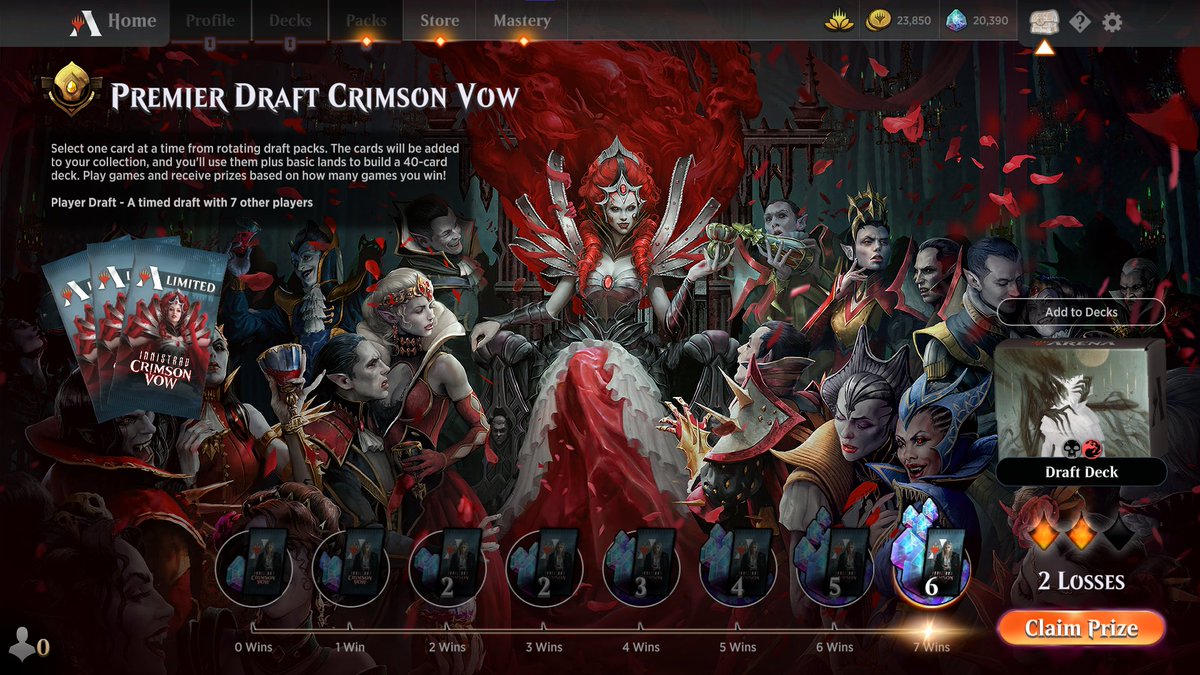 Home
Profile
Decks
Packs
Store
Mastery
23,850
20,390
PREMIER DRAFT CRIMSON VOW
Select one card at a time from rotating draft packs. The cards will be added
to your collection, and you'll use them plus basic lands to build a 40-card
deck. Play games and receive prizes based on how many games you win!
Player Draft - A timed draft with 7 other players
LIMITED
INNISTRAD
CRIMSON
VOW
Add to Decks
ARENA
Draft Deck
2 2 3 4 5 6
2 LOSSES
Claim Prize
0 Wins
1 Win
2 Wins
3 Wins
4 Wins
5 Wins
6 Wins
7 Wins
0